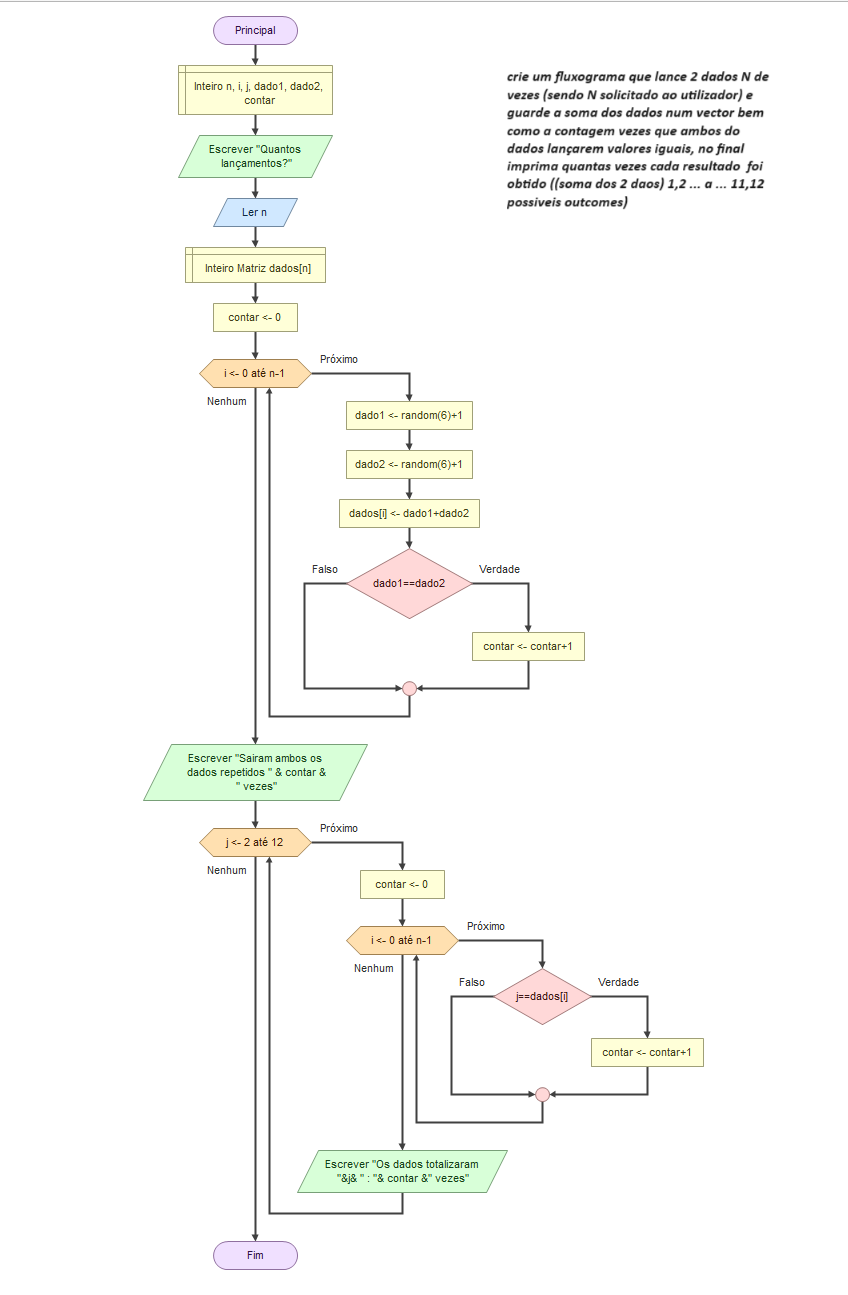 Principal
Inteiro n, i, j, dado1, dado2,
contar
crie um fluxograma que lance 2 dados N de
vezes (sendo N solicitado ao utilizador) e
guarde a soma dos dados num vector bem
como a contagem vezes que ambos do
dados lançarem valores iguais, no final
imprima quantas vezes cada resultado foi
obtido ((soma dos 2 daos) 1,2 ... a ... 11,12
possiveis outcomes)
Escrever "Quantos
lançamentos?"
Ler n
Inteiro Matriz dados[n]
contar <- 0
i <- 0 até n-1
Próximo
Nenhum
dado1 <- random(6)+1
dado2 <- random(6)+1
dados[i] <- dado1+dado2
Falso
Verdade
dado1==dado2
contar <- contar+1
Escrever "Sairam ambos os
dados repetidos " & contar &
" vezes"
j <- 2 até 12
Próximo
Nenhum
contar <- 0
i <- 0 até n-1
Próximo
Nenhum
Falso
Verdade
j==dados[i]
contar <- contar+1
Escrever "Os dados totalizaram
"&j& " : "& contar &" vezes"
Fim